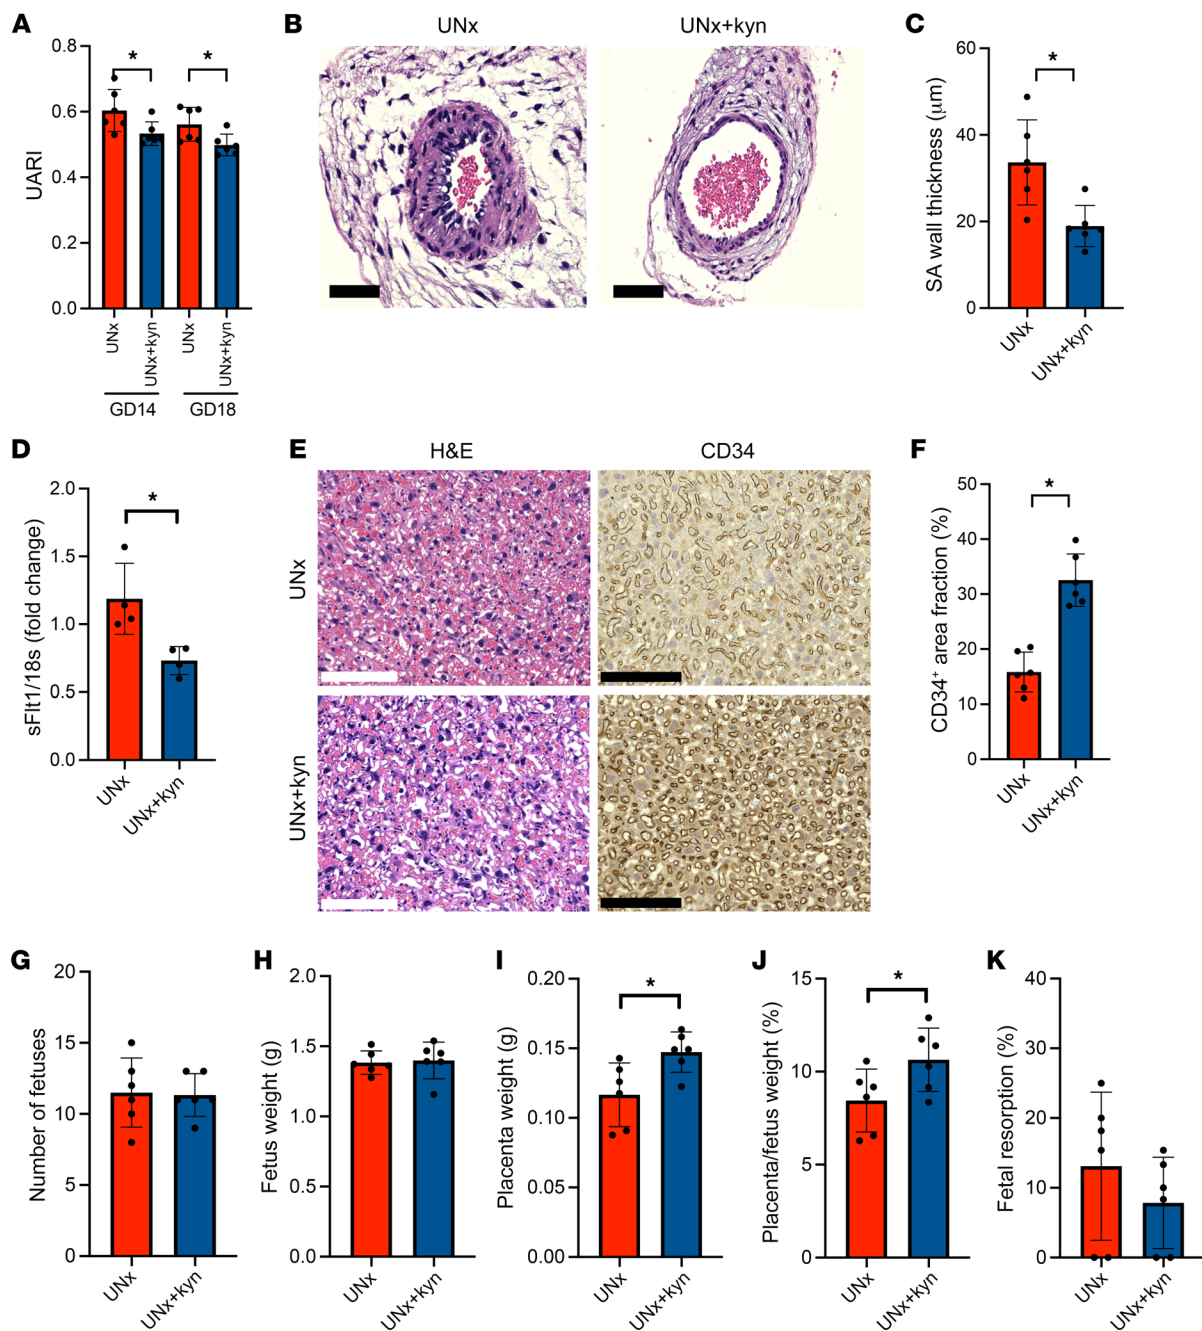 A
UARI
0.8
0.6
0.4
0.2
0.0
*
*
UNx
UNx+kyn
UNx
UNx+kyn
GD14
GD18
B
UNx
UNx+kyn
C
SA wall thickness (μm)
60
40
20
0
*
UNx
UNx+kyn
D
sFlt1/18s (fold change)
2.0
1.5
1.0
0.5
0.0
*
UNx
UNx+kyn
E
H&E
CD34
UNx
UNx+kyn
F
CD34⁺ area fraction (%)
50
40
30
20
10
0
*
UNx
UNx+kyn
G
Number of fetuses
20
15
10
5
0
UNx
UNx+kyn
H
Fetus weight (g)
2.0
1.5
1.0
0.5
0.0
UNx
UNx+kyn
I
Placenta weight (g)
0.20
0.15
0.10
0.05
0.00
*
UNx
UNx+kyn
J
Placenta/fetus weight (%)
15
10
5
0
*
UNx
UNx+kyn
K
Fetal resorption (%)
40
30
20
10
0
UNx
UNx+kyn